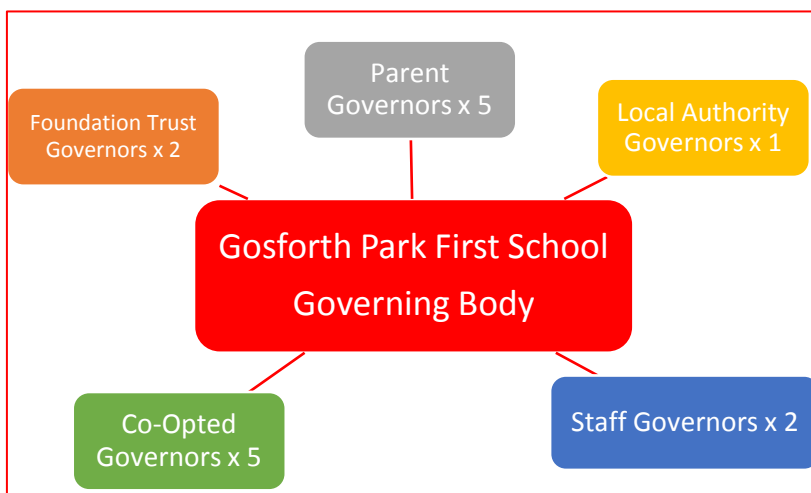 Parent
Governors x 5
Foundation Trust
Governors x 2
Local Authority
Governors x 1
Gosforth Park First School
Governing Body
Co-Opted
Governors x 5
Staff Governors x 2